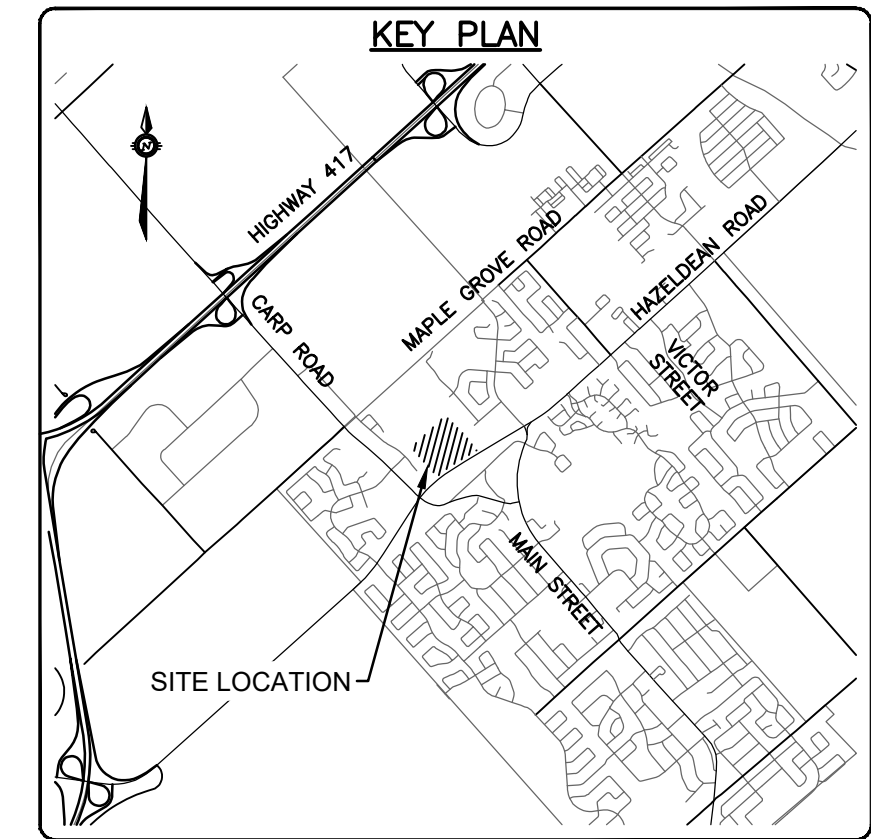 KEY PLAN
N
HIGHWAY 417
CARP ROAD
MAPLE GROVE ROAD
HAZELDEAN ROAD
VICTOR
STREET
MAIN STREET
SITE LOCATION